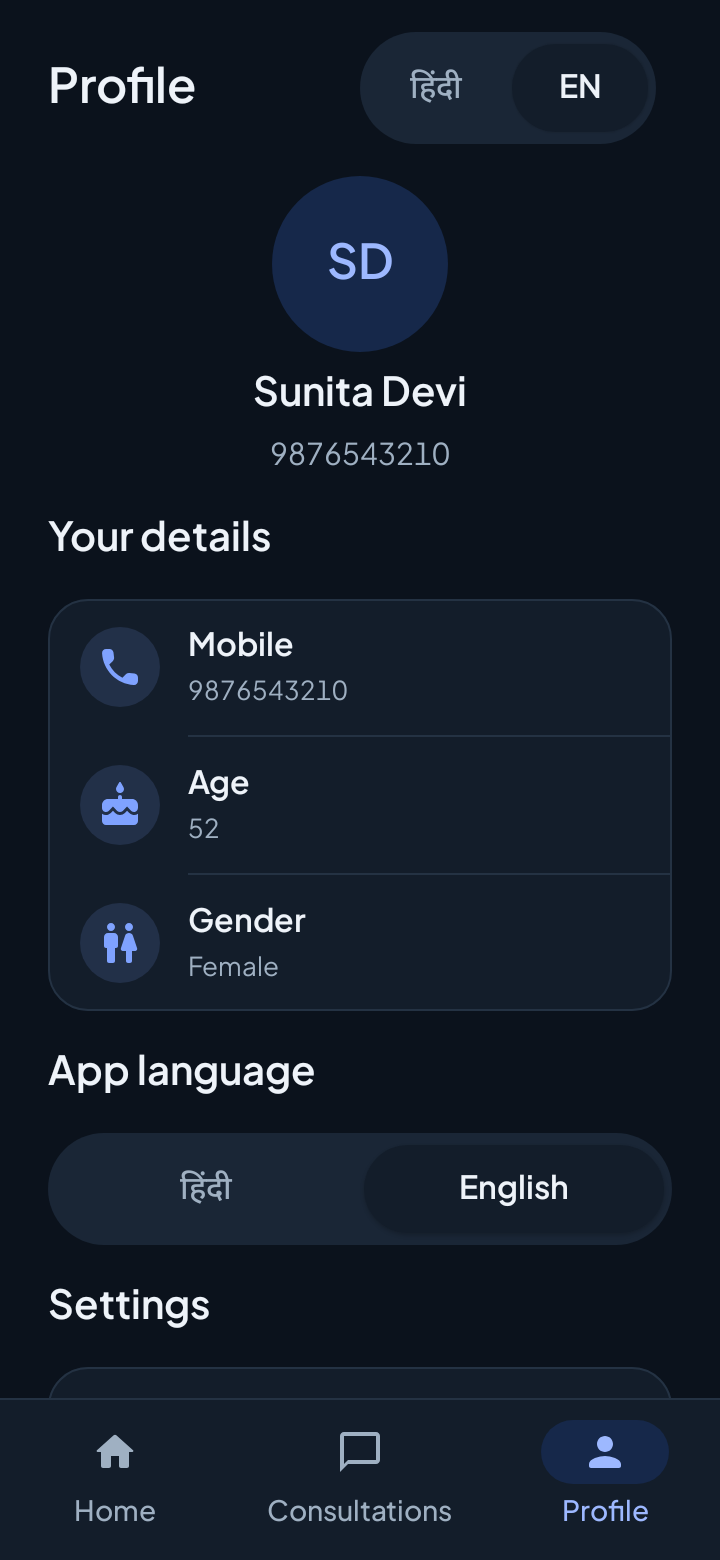 Profile
हिंदी
EN
SD
Sunita Devi
9876543210
Your details
Mobile
9876543210
Age
52
Gender
Female
App language
हिंदी
English
Settings
Home
Consultations
Profile